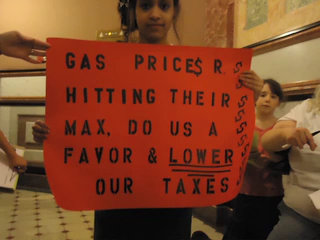 GAS PRICE$ R
HITTING THEIR
MAX, DO US A
FAVOR & LOWER
OUR TAXES
$$$$$$$$